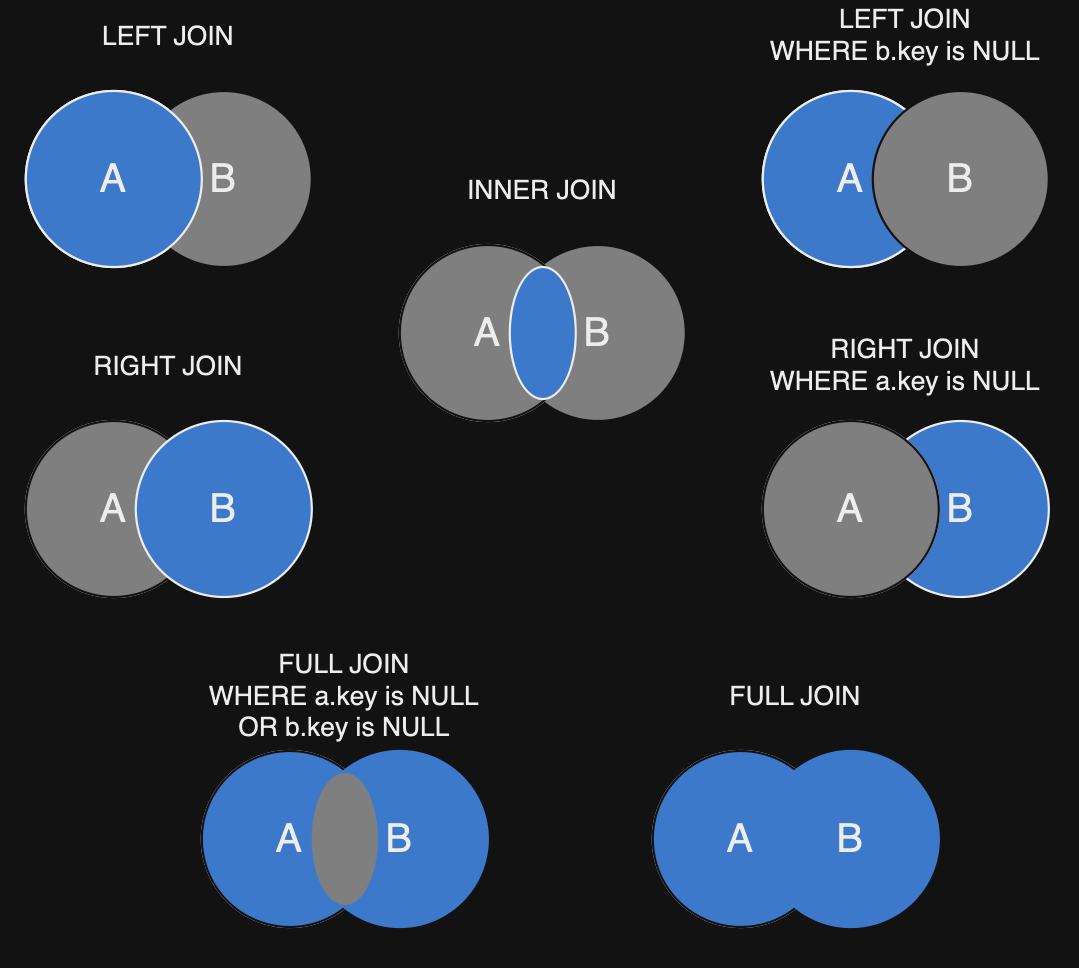 LEFT JOIN
A B
LEFT JOIN
WHERE b.key is NULL
A B
INNER JOIN
A B
RIGHT JOIN
A B
RIGHT JOIN
WHERE a.key is NULL
A B
FULL JOIN
WHERE a.key is NULL
OR b.key is NULL
A B
FULL JOIN
A B